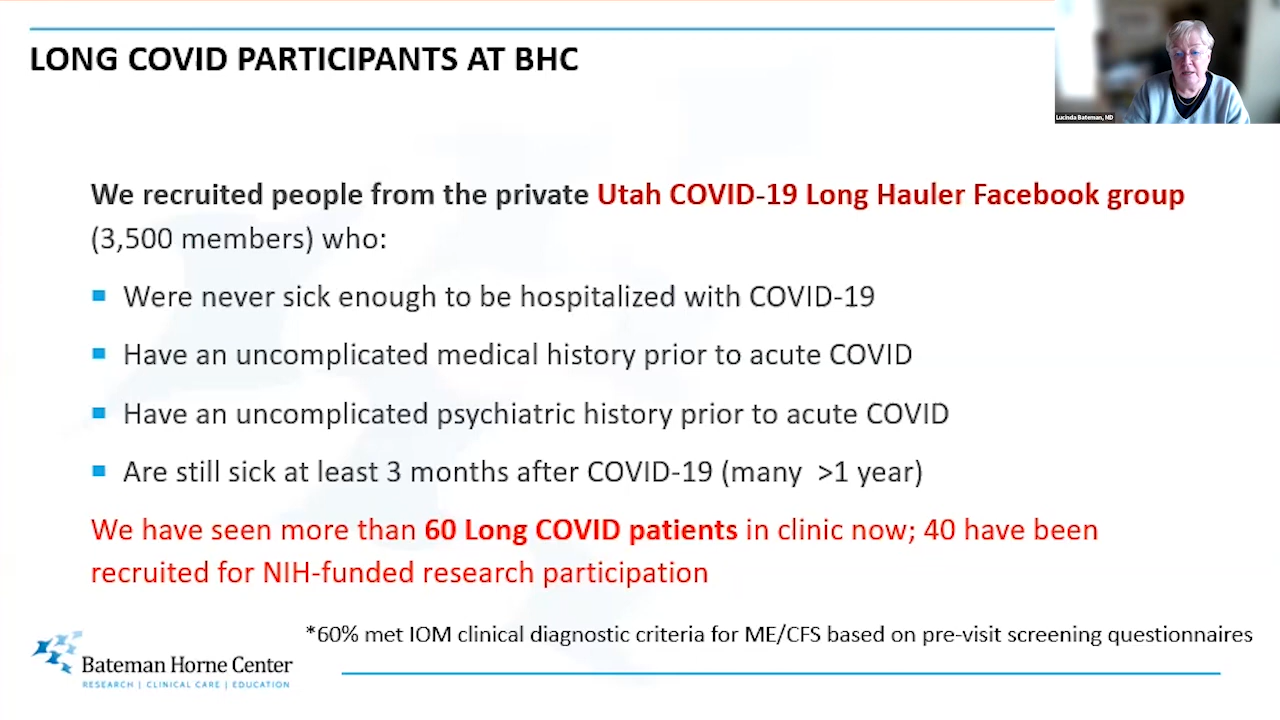 LONG COVID PARTICIPANTS AT BHC
Lucinda Bateman, MD
We recruited people from the private Utah COVID-19 Long Hauler Facebook group
(3,500 members) who:
Were never sick enough to be hospitalized with COVID-19
Have an uncomplicated medical history prior to acute COVID
Have an uncomplicated psychiatric history prior to acute COVID
Are still sick at least 3 months after COVID-19 (many >1 year)
We have seen more than 60 Long COVID patients in clinic now; 40 have been
recruited for NIH-funded research participation
*60% met IOM clinical diagnostic criteria for ME/CFS based on pre-visit screening questionnaires
Bateman Horne Center
RESEARCH | CLINICAL CARE | EDUCATION